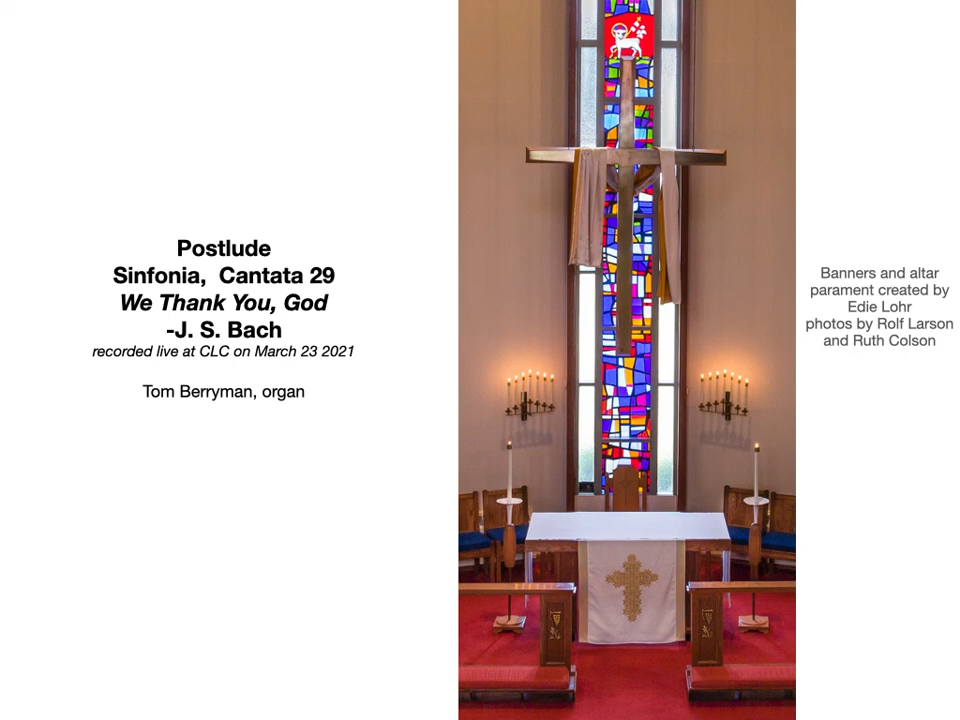 Postlude
Sinfonia, Cantata 29
We Thank You, God
-J. S. Bach
recorded live at CLC on March 23 2021
Tom Berryman, organ
Banners and altar
parament created by
Edie Lohr
photos by Rolf Larson
and Ruth Colson